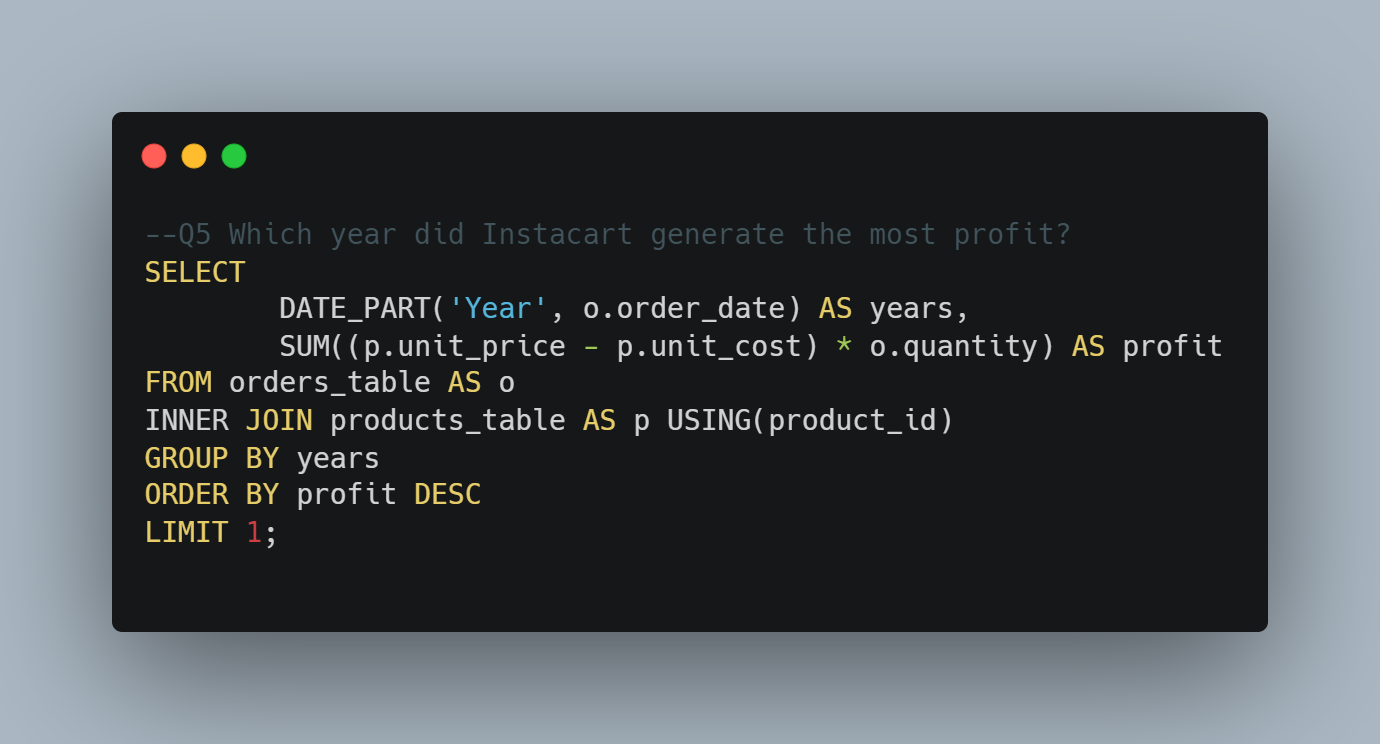 --Q5 Which year did Instacart generate the most profit?
SELECT
        DATE_PART('Year', o.order_date) AS years,
        SUM((p.unit_price - p.unit_cost) * o.quantity) AS profit
FROM orders_table AS o
INNER JOIN products_table AS p USING(product_id)
GROUP BY years
ORDER BY profit DESC
LIMIT 1;